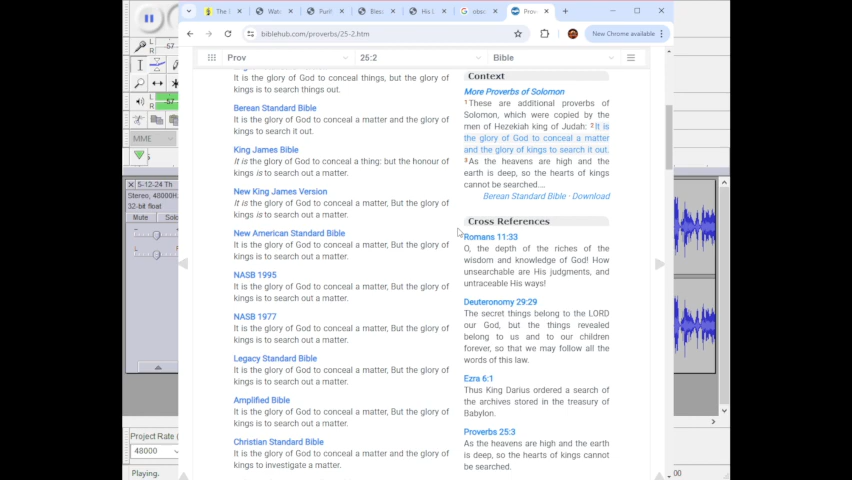 The
Wat
Puri
Bles
His l
obsc
Prov
biblehub.com/proverbs/25-2.htm
New Chrome available
Prov
25:2
Bible
It is the glory of God to conceal things, but the glory of
kings is to search things out.
Berean Standard Bible
It is the glory of God to conceal a matter and the glory of
kings to search it out.
King James Bible
It is the glory of God to conceal a thing: but the honour of
kings is to search out a matter.
New King James Version
It is the glory of God to conceal a matter, But the glory of
kings is to search out a matter.
New American Standard Bible
It is the glory of God to conceal a matter, But the glory of
kings is to search out a matter.
NASB 1995
It is the glory of God to conceal a matter, But the glory of
kings is to search out a matter.
NASB 1977
It is the glory of God to conceal a matter, But the glory of
kings is to search out a matter.
Legacy Standard Bible
It is the glory of God to conceal a matter, But the glory of
kings is to search out a matter.
Amplified Bible
It is the glory of God to conceal a matter, But the glory of
kings is to search out a matter.
Christian Standard Bible
It is the glory of God to conceal a matter and the glory of
kings to investigate a matter.
Context
More Proverbs of Solomon
1These are additional proverbs of
Solomon, which were copied by the
men of Hezekiah king of Judah: 2It is
the glory of God to conceal a matter
and the glory of kings to search it out.
3As the heavens are high and the
earth is deep, so the hearts of kings
cannot be searched....
Berean Standard Bible · Download
Cross References
Romans 11:33
O, the depth of the riches of the
wisdom and knowledge of God! How
unsearchable are His judgments, and
untraceable His ways!
Deuteronomy 29:29
The secret things belong to the LORD
our God, but the things revealed
belong to us and to our children
forever, so that we may follow all the
words of this law.
Ezra 6:1
Thus King Darius ordered a search of
the archives stored in the treasury of
Babylon.
Proverbs 25:3
As the heavens are high and the earth
is deep, so the hearts of kings cannot
be searched.
L
R
-57
L
R
-57
MME
5-12-24 Th
Stereo, 48000H
32-bit float
Mute
Solo
L
R
Project Rate (
48000
Playing.
00